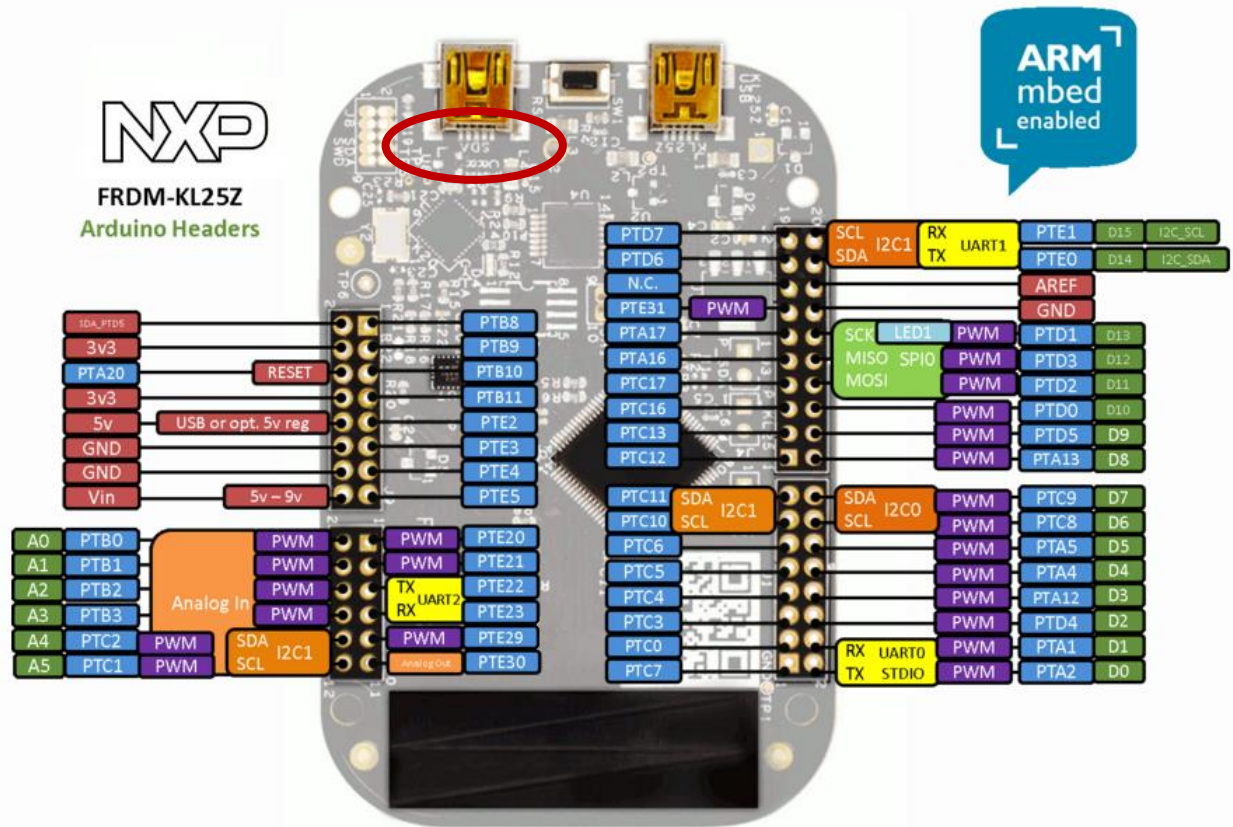 NXP
FRDM-KL25Z
Arduino Headers
ARM
mbed
enabled
SDA
KL25Z
SDA_PTD5
3v3
PTA20 RESET
3v3
5v USB or opt. 5v reg
GND
GND
Vin 5v – 9v
PTB8
PTB9
PTB10
PTB11
PTE2
PTE3
PTE4
PTE5
A0 PTB0 PWM
A1 PTB1 PWM
A2 PTB2 PWM
A3 PTB3 PWM
Analog In
A4 PTC2 PWM SDA I2C1
A5 PTC1 PWM SCL
PWM PTE20
PWM PTE21
TX UART2 PTE22
RX PTE23
PWM PTE29
Analog Out PTE30
PTD7
PTD6
N.C.
PTE31 PWM
PTA17
PTA16
PTC17
PTC16
PTC13
PTC12
PTC11 SDA I2C1
PTC10 SCL
PTC6
PTC5
PTC4
PTC3
PTC0
PTC7
SCL I2C1 RX UART1 PTE1 D15 I2C_SCL
SDA TX PTE0 D14 I2C_SDA
AREF
GND
SCK LED1 PWM PTD1 D13
MISO SPI0 PWM PTD3 D12
MOSI PWM PTD2 D11
PWM PTD0 D10
PWM PTD5 D9
PWM PTA13 D8
SDA I2C0 PWM PTC9 D7
SCL PWM PTC8 D6
PWM PTA5 D5
PWM PTA4 D4
PWM PTA12 D3
PWM PTD4 D2
RX UART0 PWM PTA1 D1
TX STDIO PWM PTA2 D0